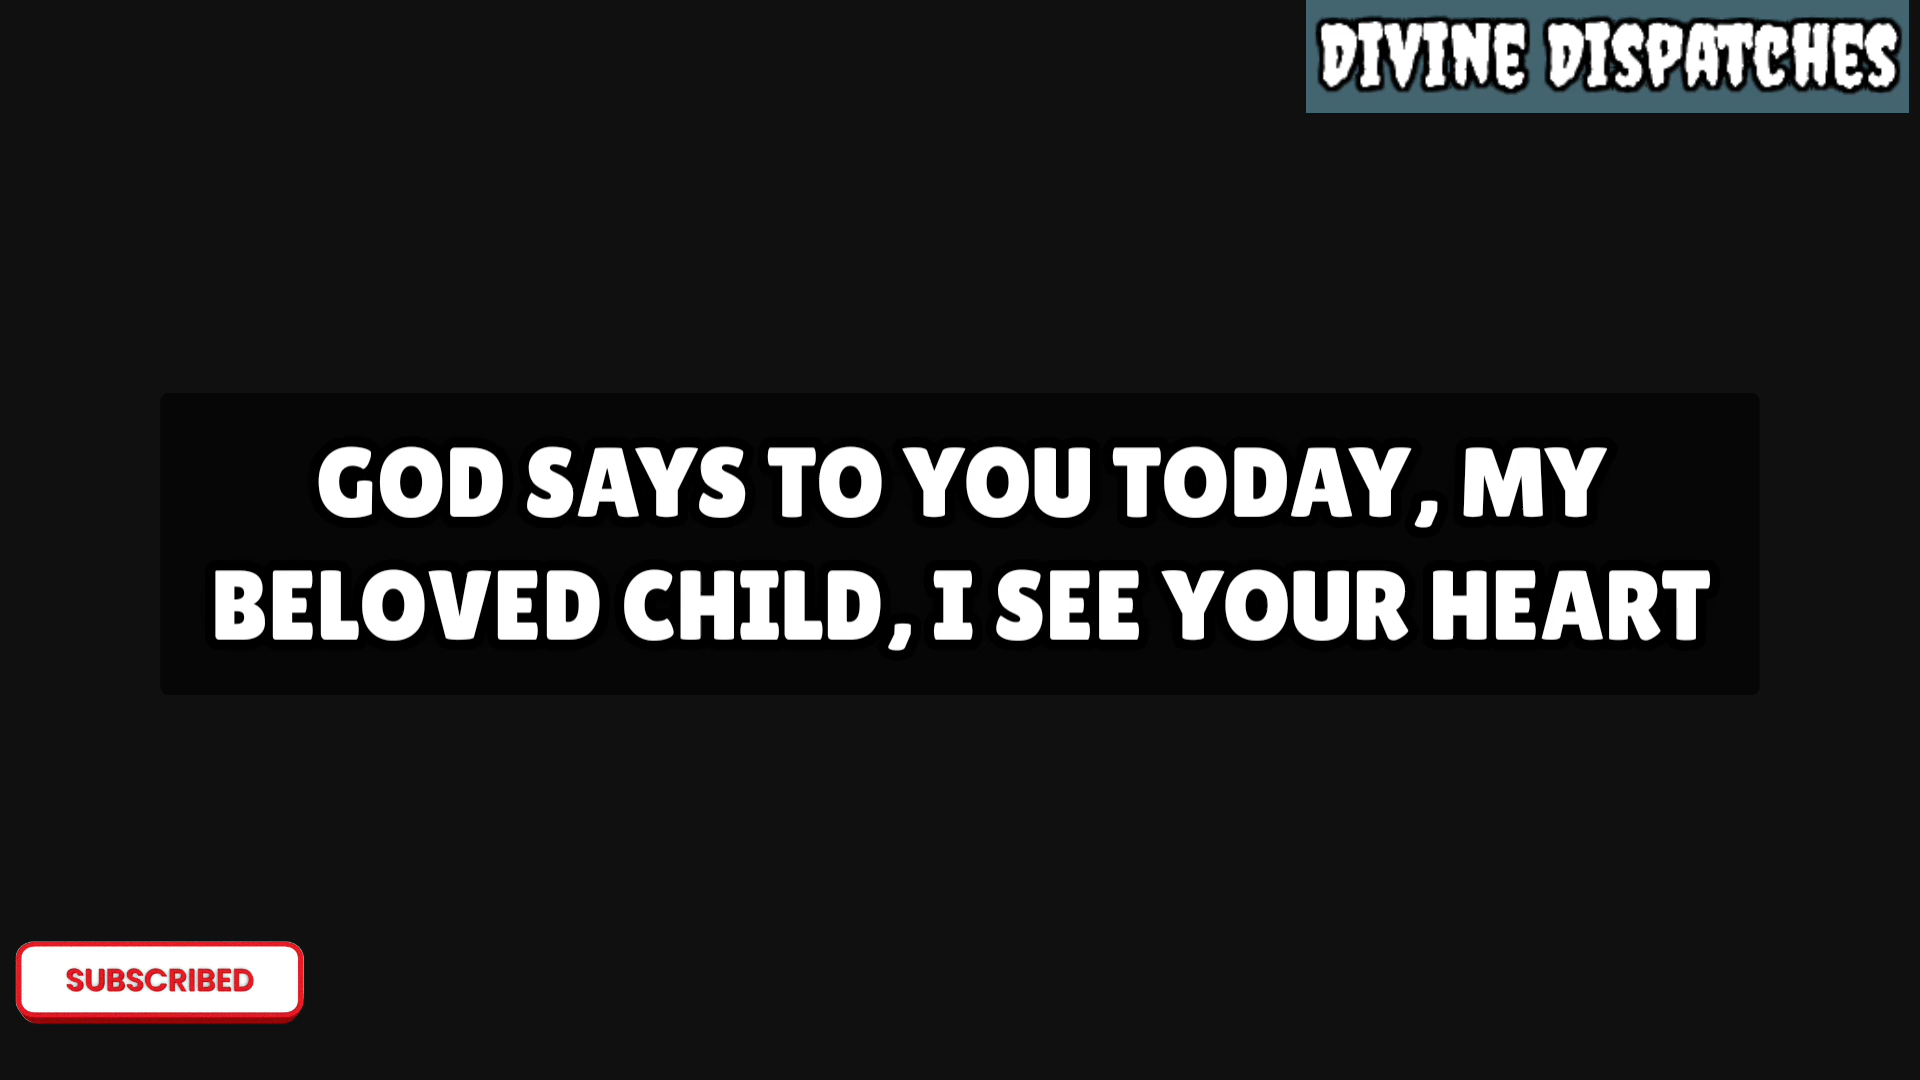 DIVINE DISPATCHES
GOD SAYS TO YOU TODAY, MY
BELOVED CHILD, I SEE YOUR HEART
SUBSCRIBED